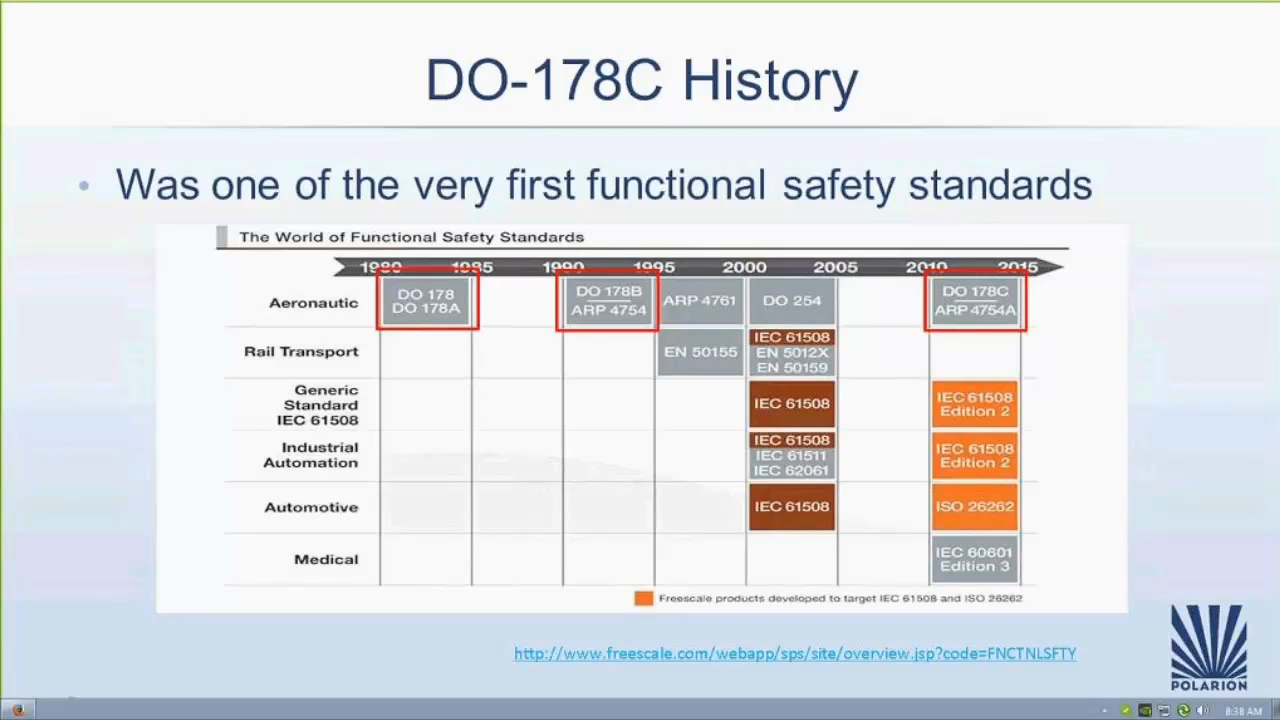 DO-178C History
• Was one of the very first functional safety standards
The World of Functional Safety Standards
1980 1985 1990 1995 2000 2005 2010 2015
Aeronautic
DO 178
DO 178A
DO 178B
ARP 4754
ARP 4761
DO 254
DO 178C
ARP 4754A
Rail Transport
EN 50155
IEC 61508
EN 5012X
EN 50159
Generic
Standard
IEC 61508
IEC 61508
IEC 61508
Edition 2
Industrial
Automation
IEC 61508
IEC 61511
IEC 62061
IEC 61508
Edition 2
Automotive
IEC 61508
ISO 26262
Medical
IEC 60601
Edition 3
Freescale products developed to target IEC 61508 and ISO 26262
http://www.freescale.com/webapp/sps/site/overview.jsp?code=FNCTNLSFTY
POLARION
8:38 AM